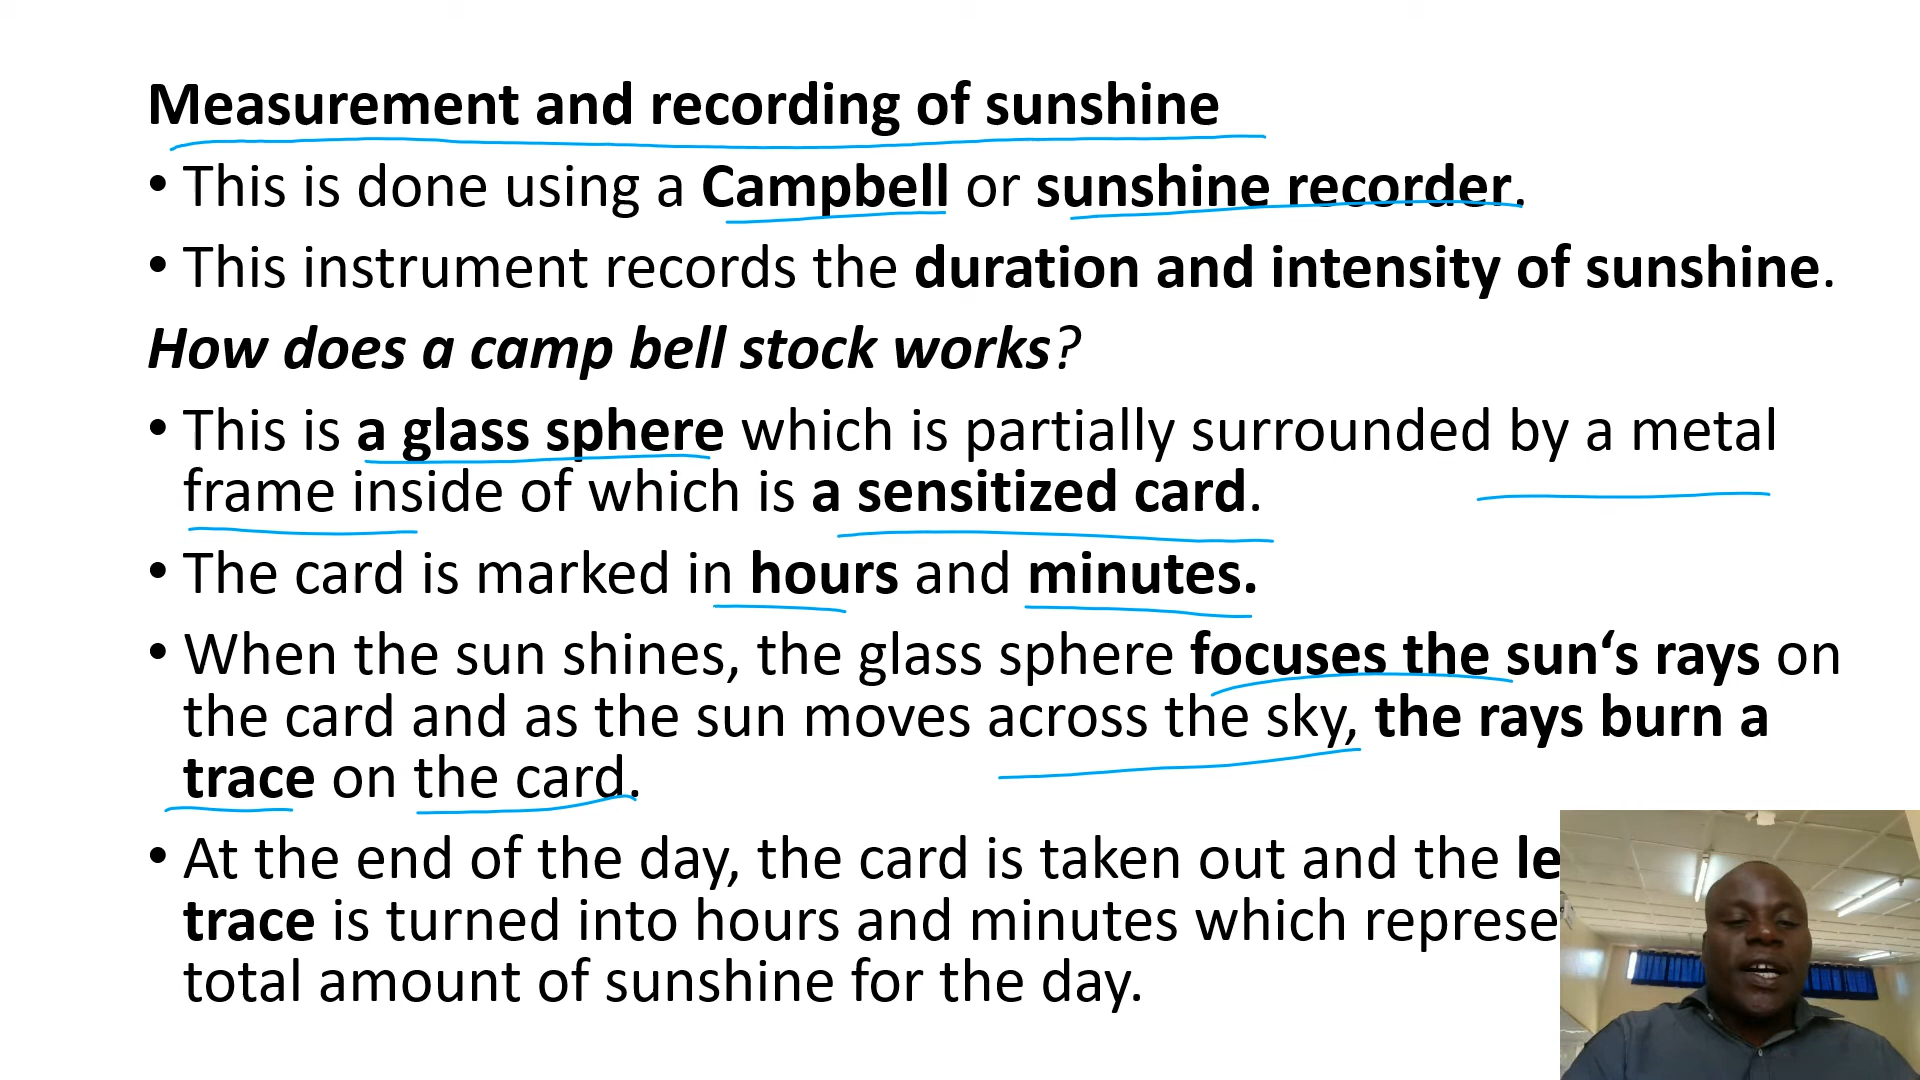 Measurement and recording of sunshine
• This is done using a Campbell or sunshine recorder.
• This instrument records the duration and intensity of sunshine.
How does a camp bell stock works?
• This is a glass sphere which is partially surrounded by a metal
frame inside of which is a sensitized card.
• The card is marked in hours and minutes.
• When the sun shines, the glass sphere focuses the sun‘s rays on
the card and as the sun moves across the sky, the rays burn a
trace on the card.
• At the end of the day, the card is taken out and the
trace is turned into hours and minutes which
total amount of sunshine for the day.